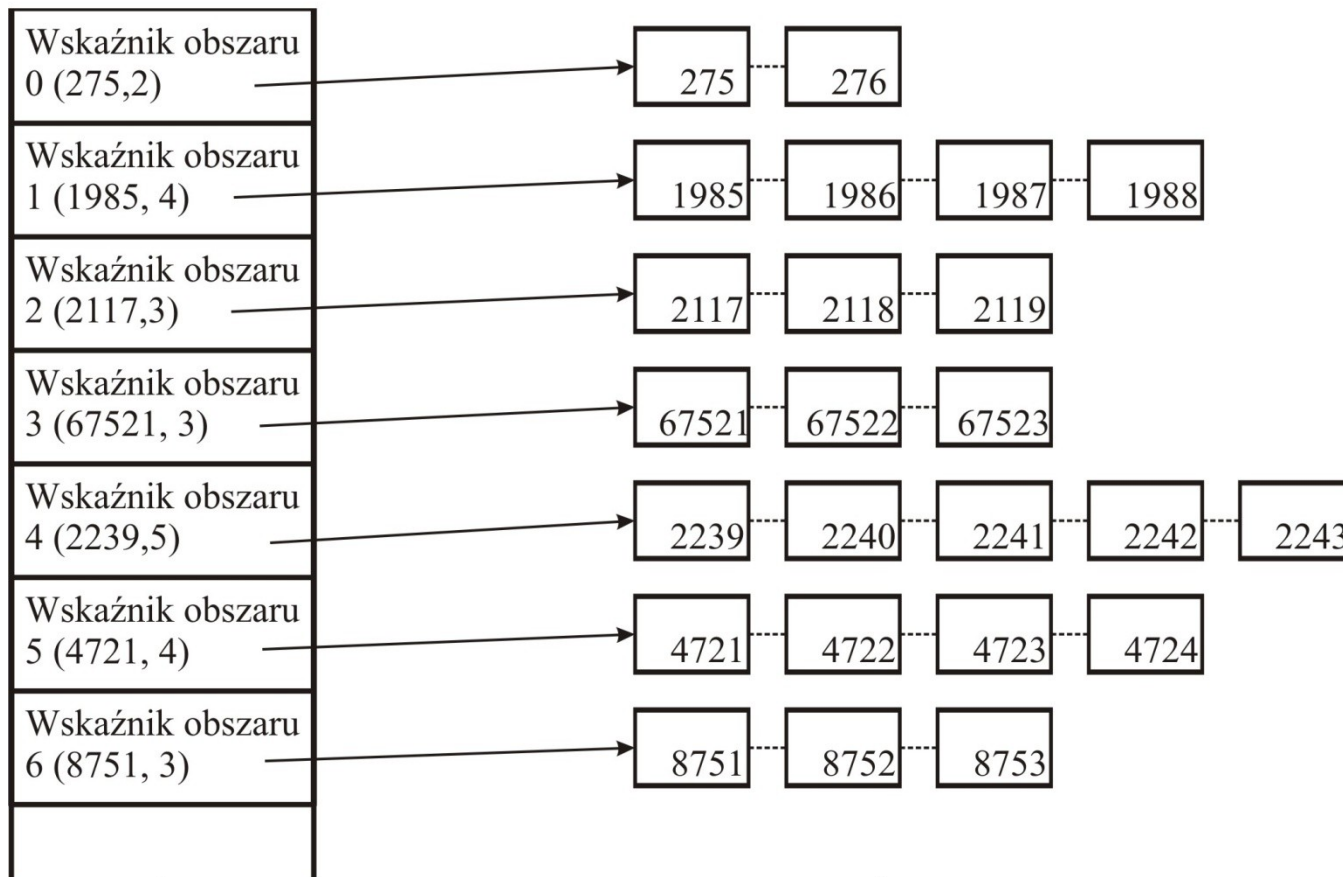 Wskaźnik obszaru
0 (275,2)
275 276
Wskaźnik obszaru
1 (1985, 4)
1985 1986 1987 1988
Wskaźnik obszaru
2 (2117,3)
2117 2118 2119
Wskaźnik obszaru
3 (67521, 3)
67521 67522 67523
Wskaźnik obszaru
4 (2239,5)
2239 2240 2241 2242 2243
Wskaźnik obszaru
5 (4721, 4)
4721 4722 4723 4724
Wskaźnik obszaru
6 (8751, 3)
8751 8752 8753